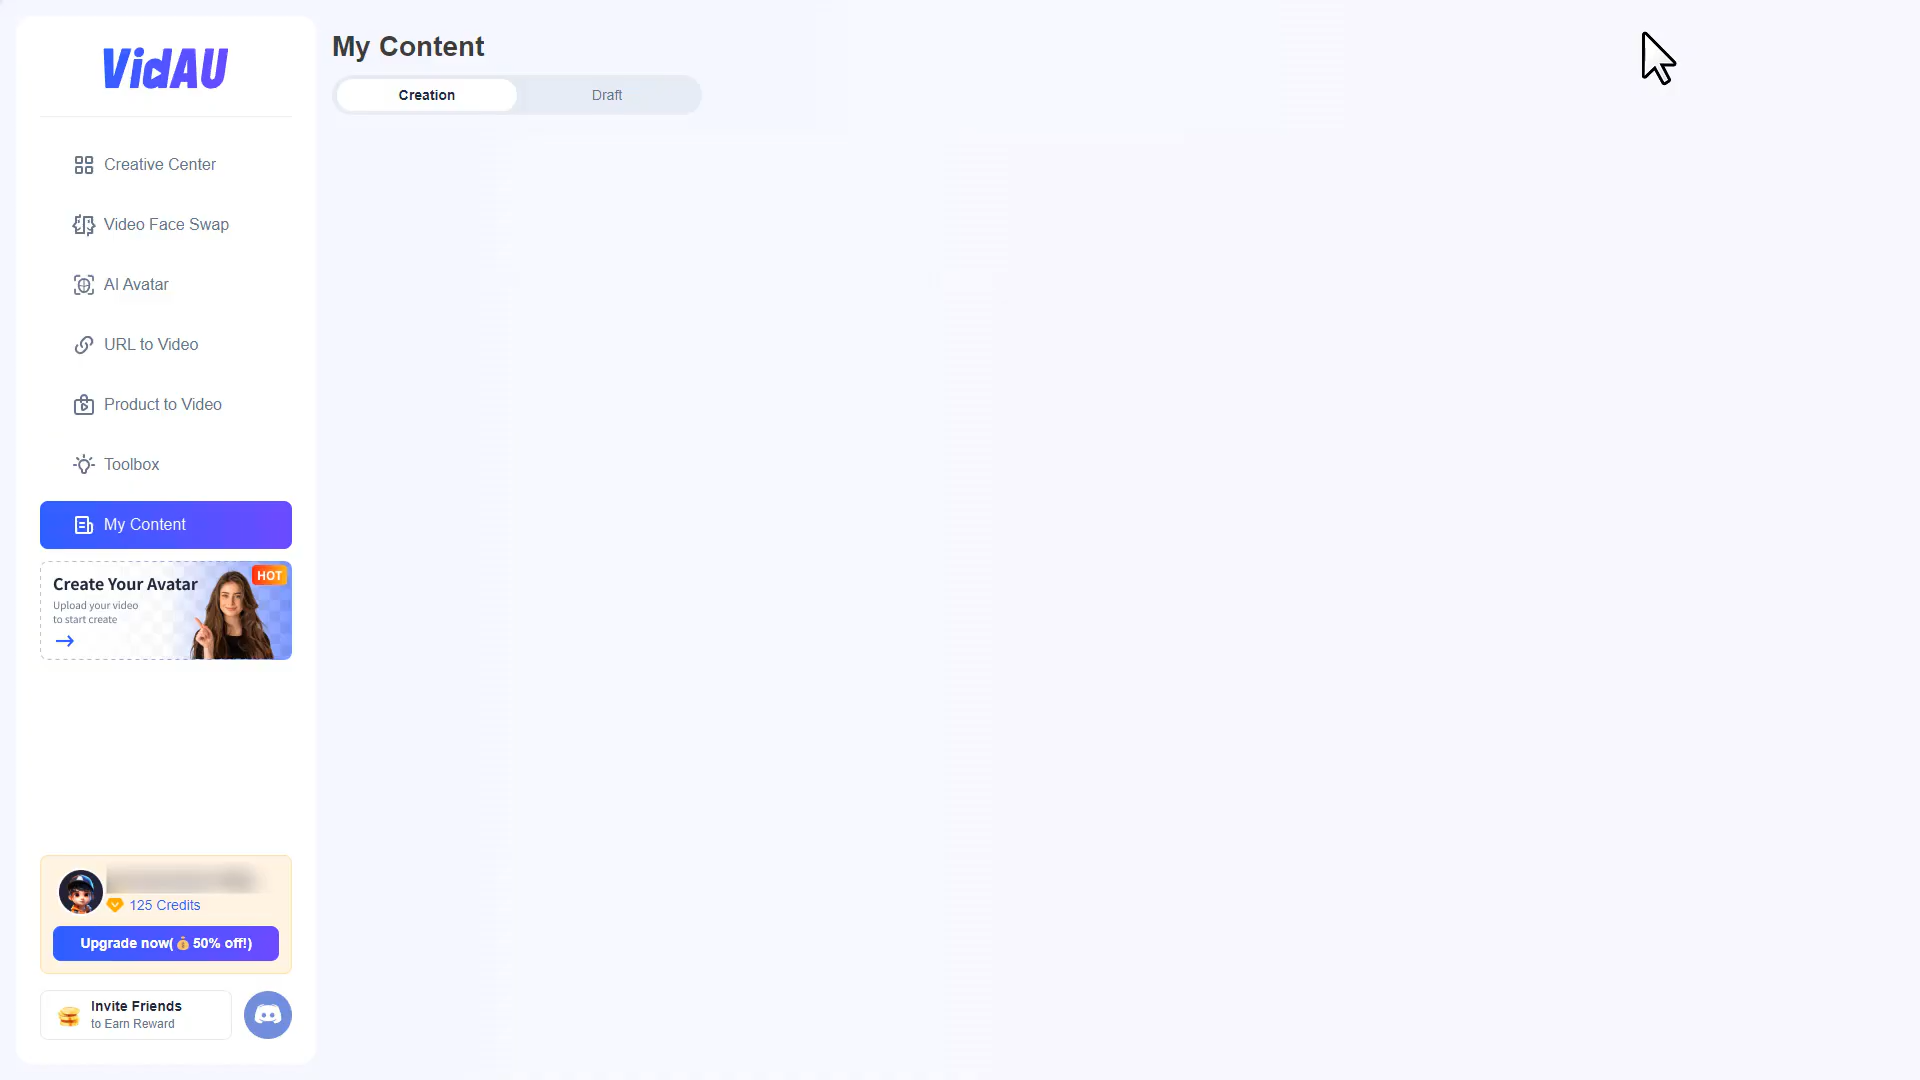 VidAU
Creative Center
Video Face Swap
AI Avatar
URL to Video
Product to Video
Toolbox
My Content
Create Your Avatar
HOT
Upload your video
to start create
125 Credits
Upgrade now(💰50% off!)
Invite Friends
to Earn Reward
My Content
Creation
Draft